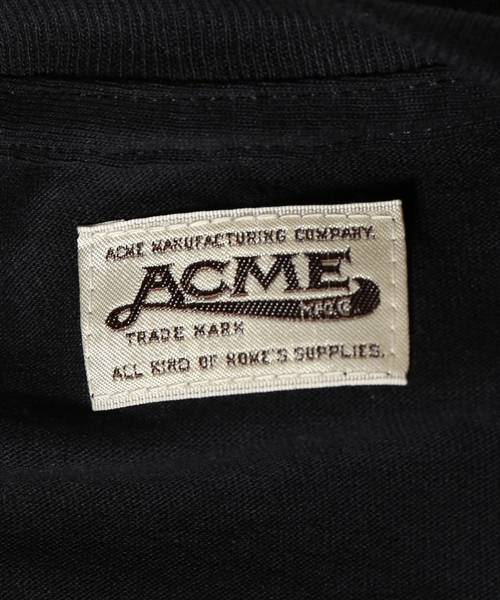 ACME MANUFACTURING COMPANY.
ACME
MFG.
TRADE MARK
ALL KIND OF HOME'S SUPPLIES.